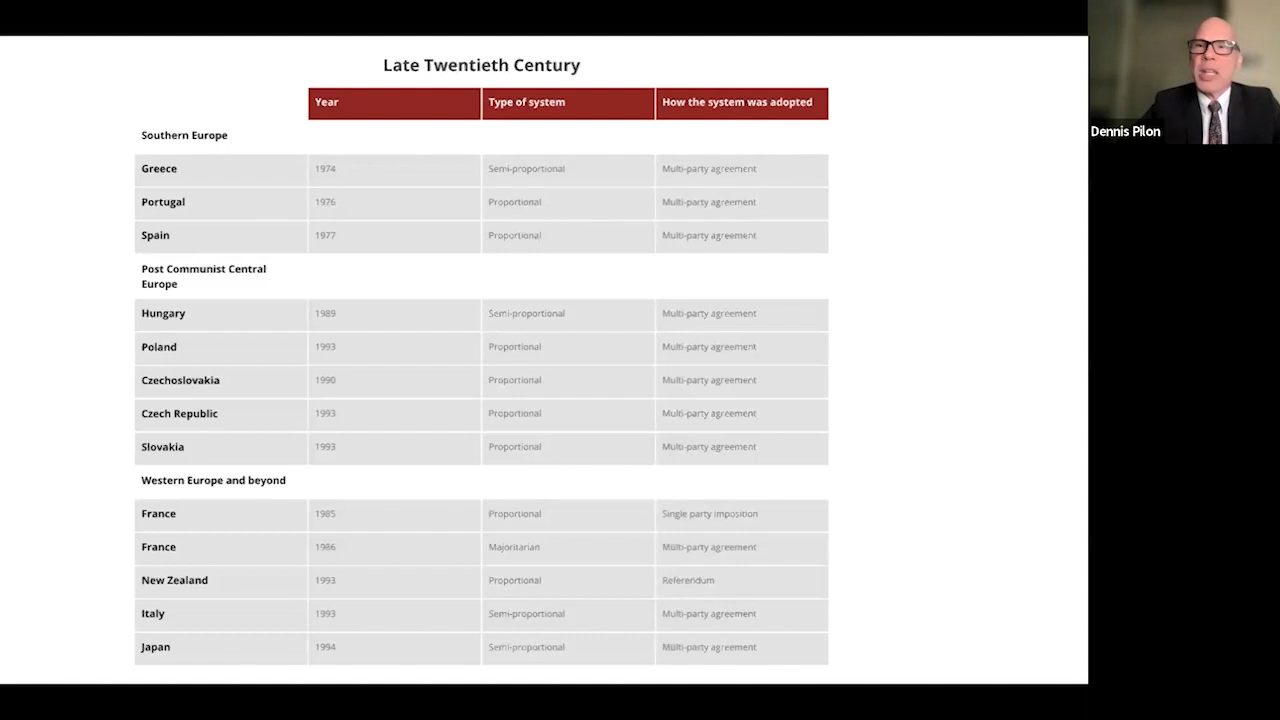 Late Twentieth Century
Year Type of system How the system was adopted
Southern Europe
Greece 1974 Semi-proportional Multi-party agreement
Portugal 1976 Proportional Multi-party agreement
Spain 1977 Proportional Multi-party agreement
Post Communist Central
Europe
Hungary 1989 Semi-proportional Multi-party agreement
Poland 1993 Proportional Multi-party agreement
Czechoslovakia 1990 Proportional Multi-party agreement
Czech Republic 1993 Proportional Multi-party agreement
Slovakia 1993 Proportional Multi-party agreement
Western Europe and beyond
France 1985 Proportional Single party imposition
France 1986 Majoritarian Multi-party agreement
New Zealand 1993 Proportional Referendum
Italy 1993 Semi-proportional Multi-party agreement
Japan 1994 Semi-proportional Multi-party agreement
Dennis Pilon